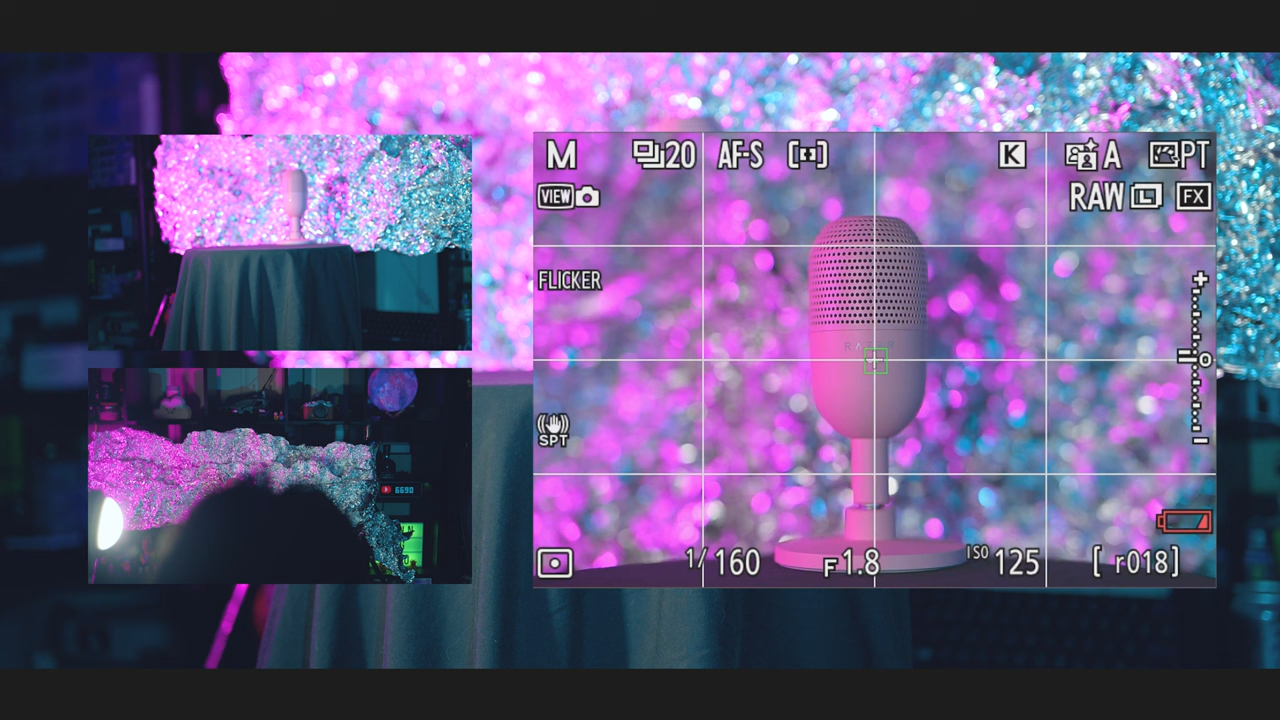 M 20 AF-S K A PT
VIEW RAW L FX
FLICKER
SPT
6690
1/160 F1.8 ISO 125 [ r018]